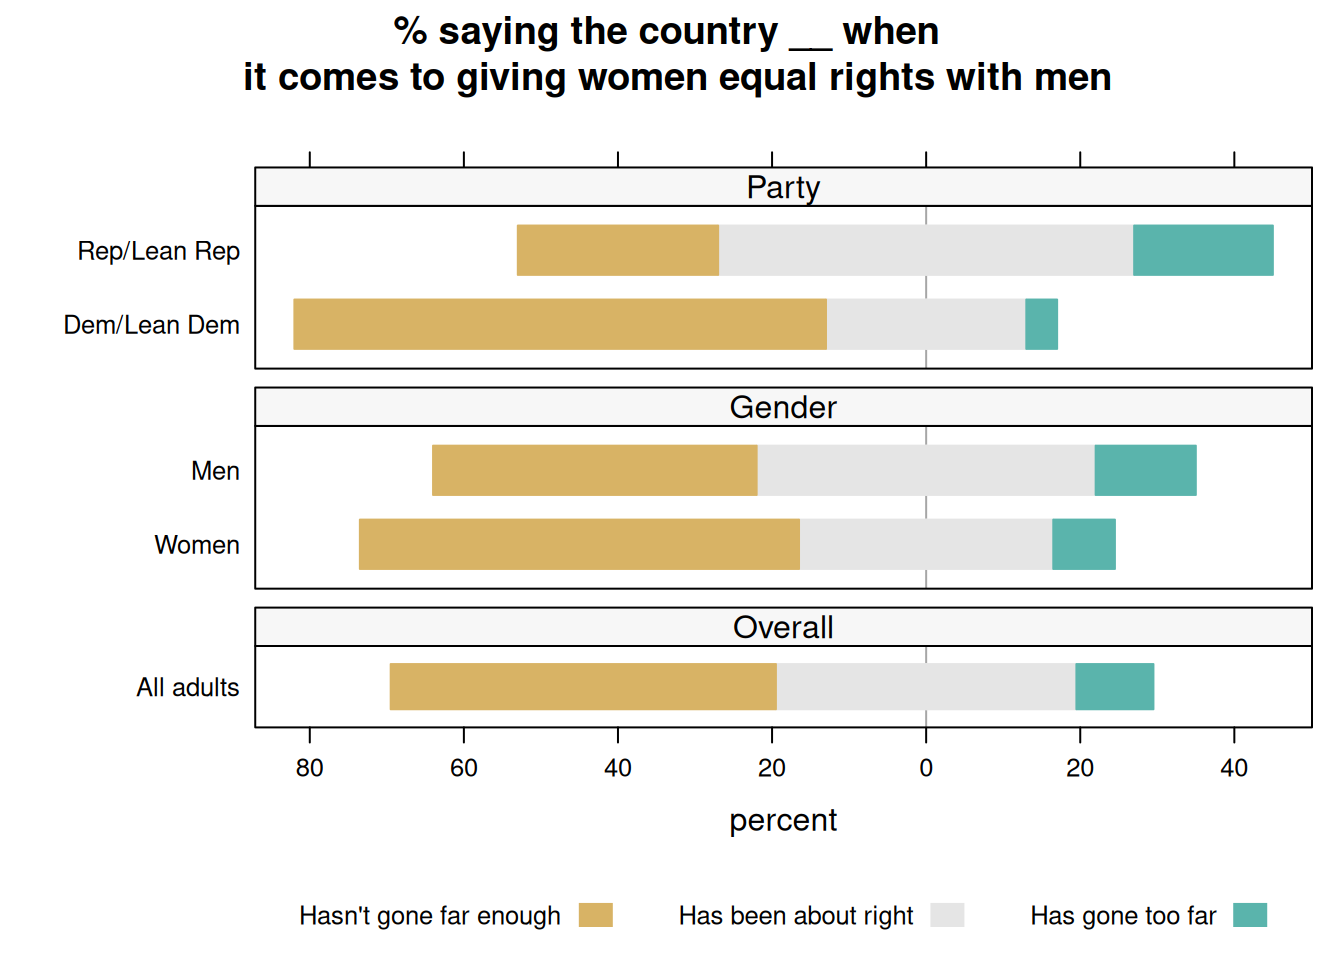 % saying the country __ when
it comes to giving women equal rights with men
Party
Rep/Lean Rep
Dem/Lean Dem
Gender
Men
Women
Overall
All adults
80 60 40 20 0 20 40
percent
Hasn't gone far enough Has been about right Has gone too far